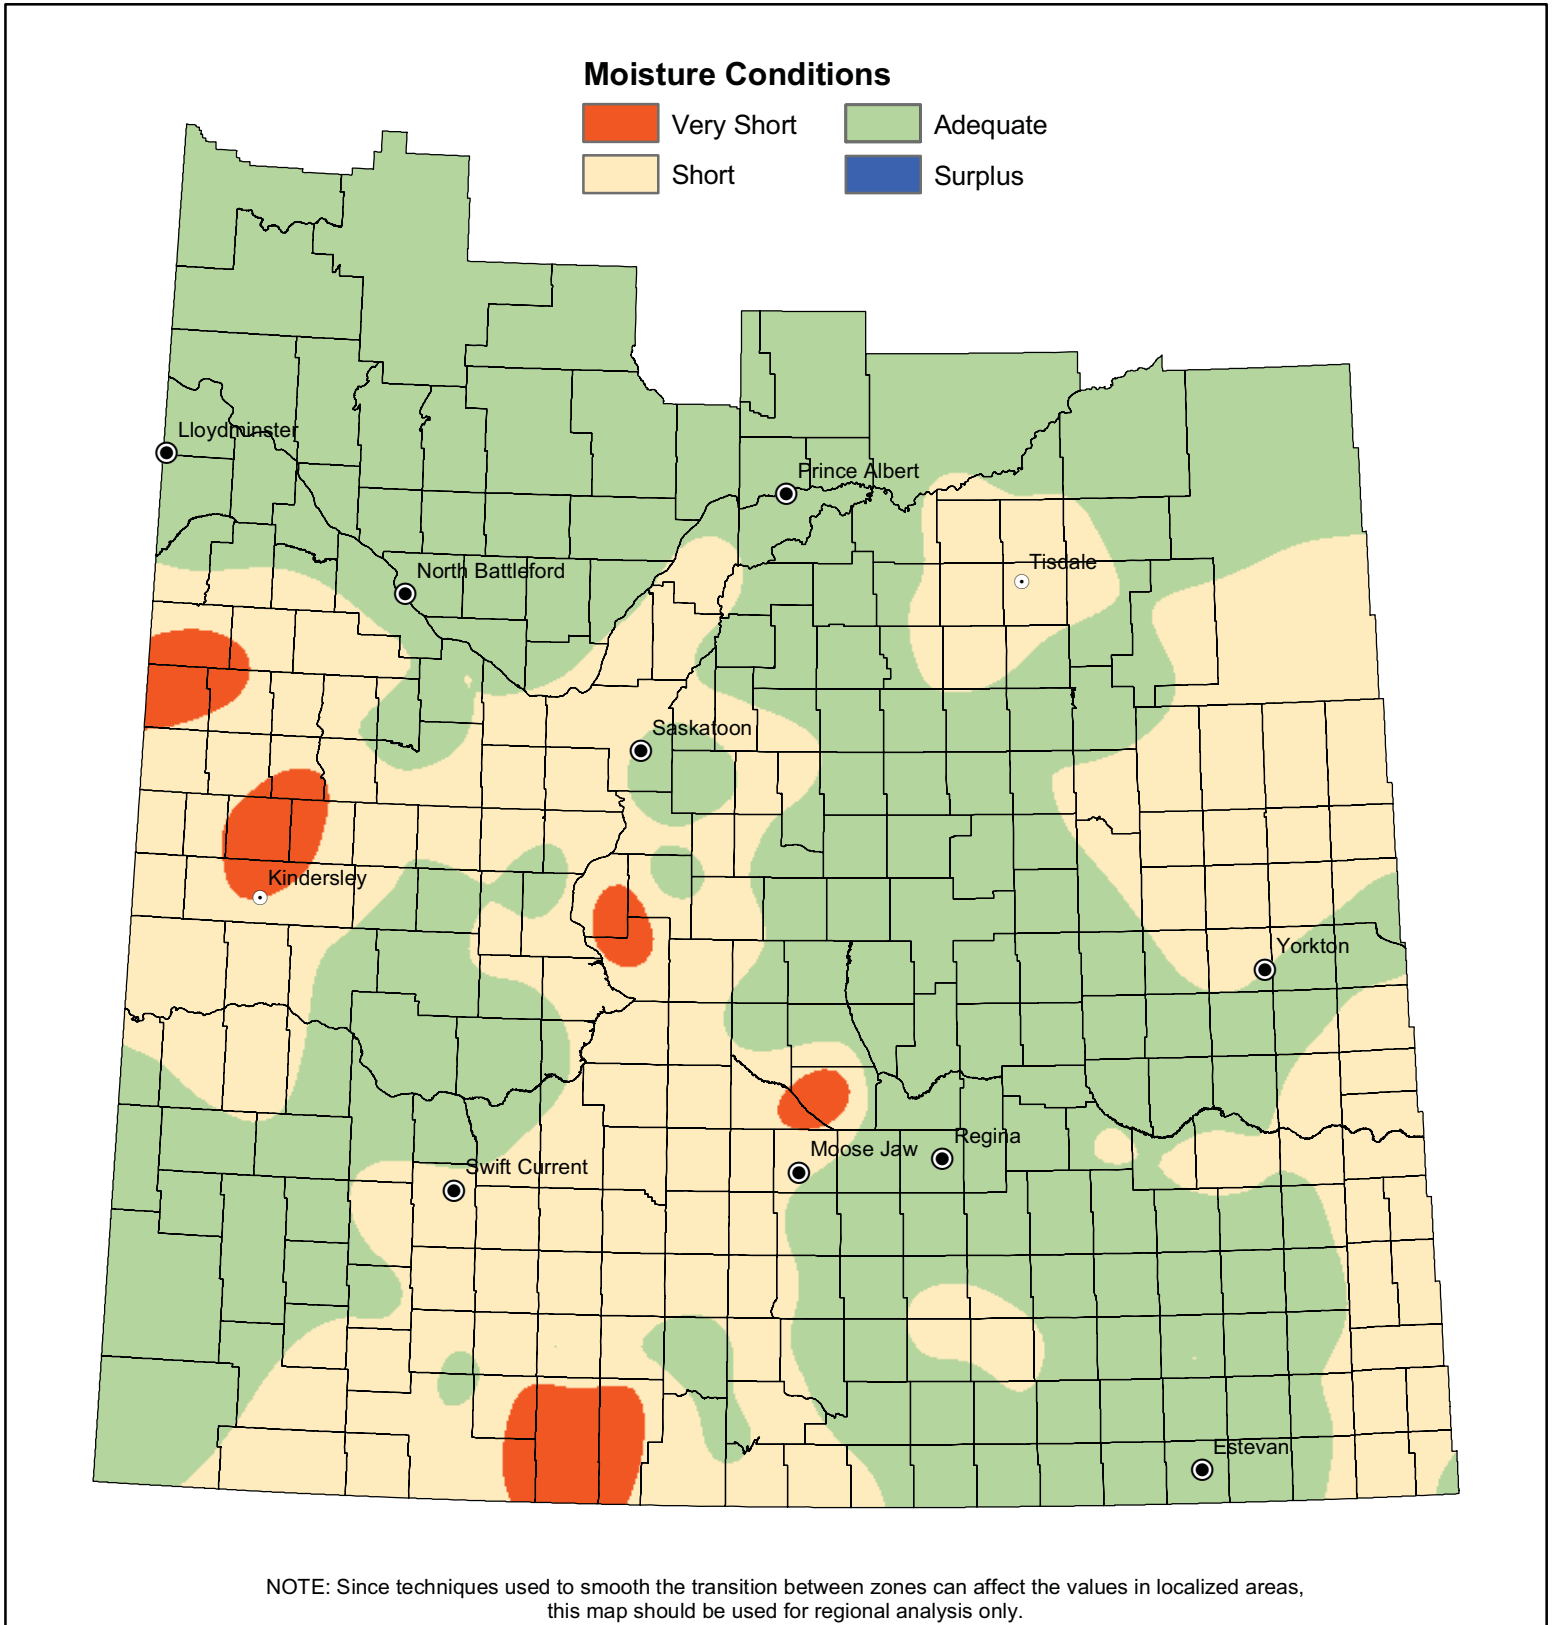 Moisture Conditions
Very Short
Adequate
Short
Surplus
Lloydminster
Prince Albert
Tisdale
North Battleford
Saskatoon
Kindersley
Yorkton
Regina
Moose Jaw
Swift Current
Estevan
NOTE: Since techniques used to smooth the transition between zones can affect the values in localized areas,
this map should be used for regional analysis only.